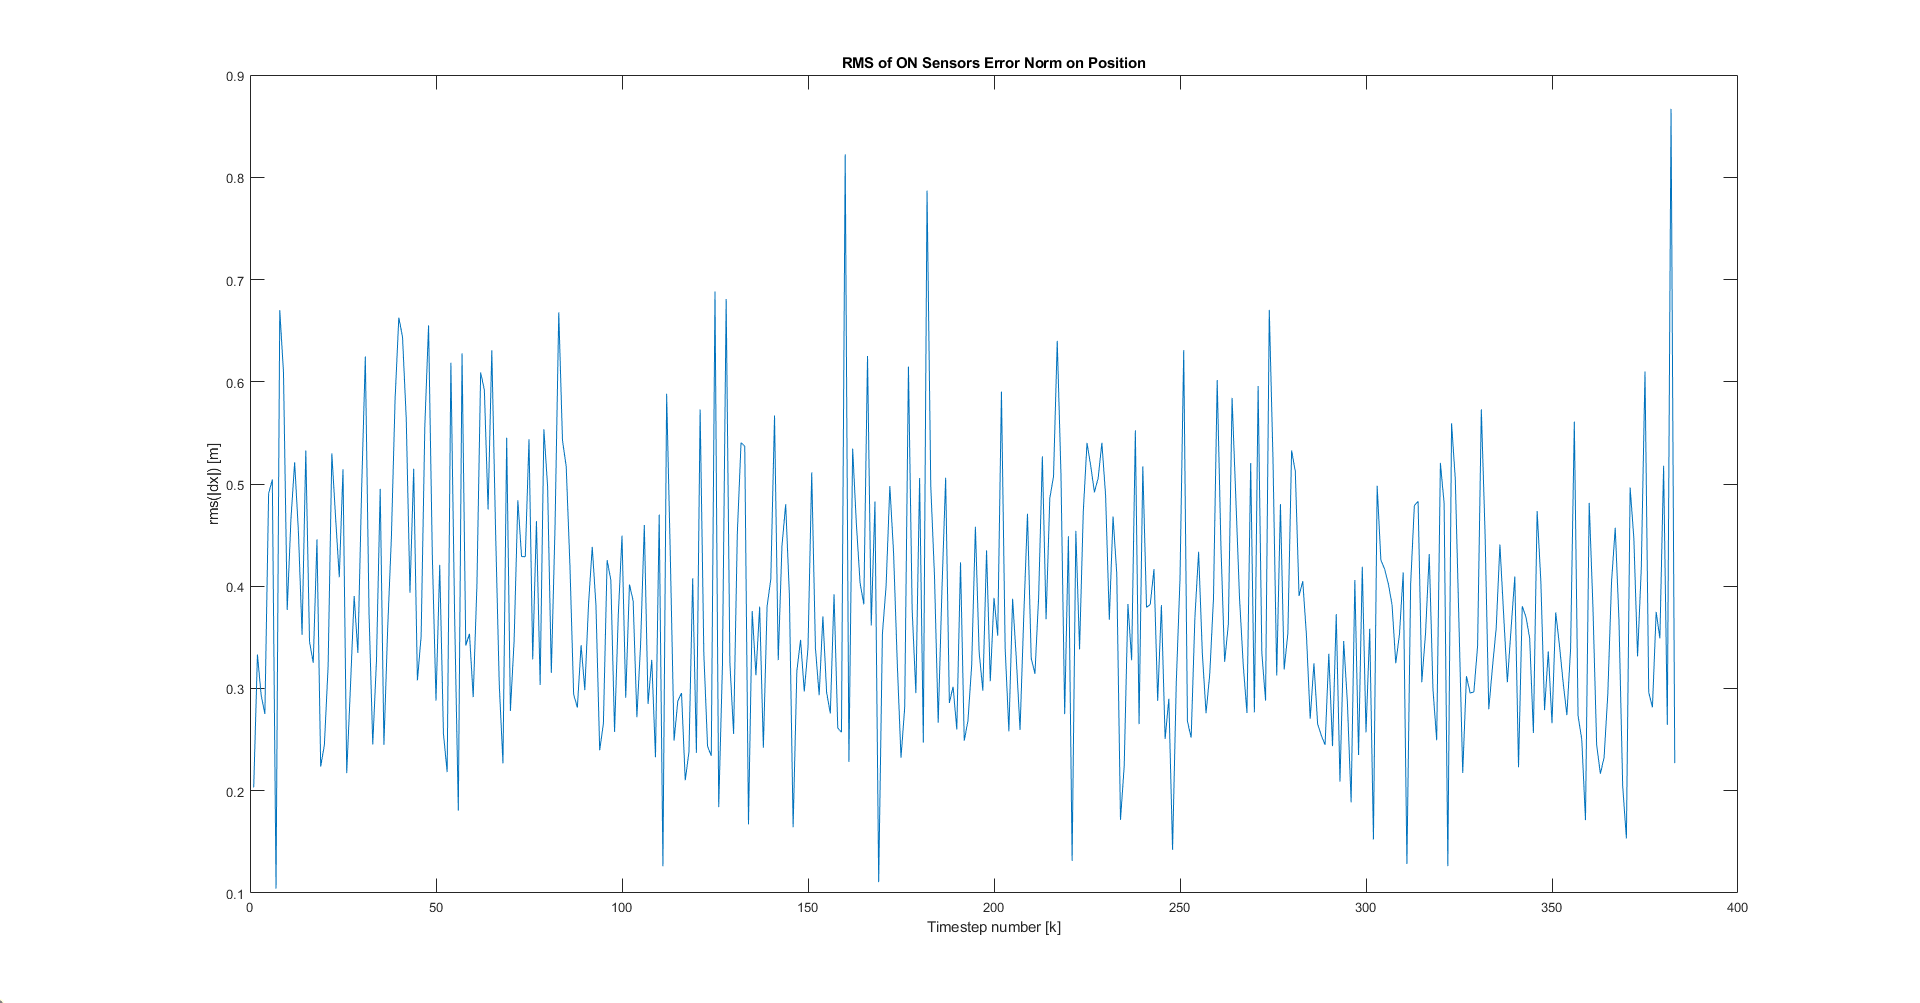 RMS of ON Sensors Error Norm on Position
0.9
0.8
0.7
0.6
0.5
0.4
0.3
0.2
0.1
rms(|dx|) [m]
0 50 100 150 200 250 300 350 400
Timestep number [k]